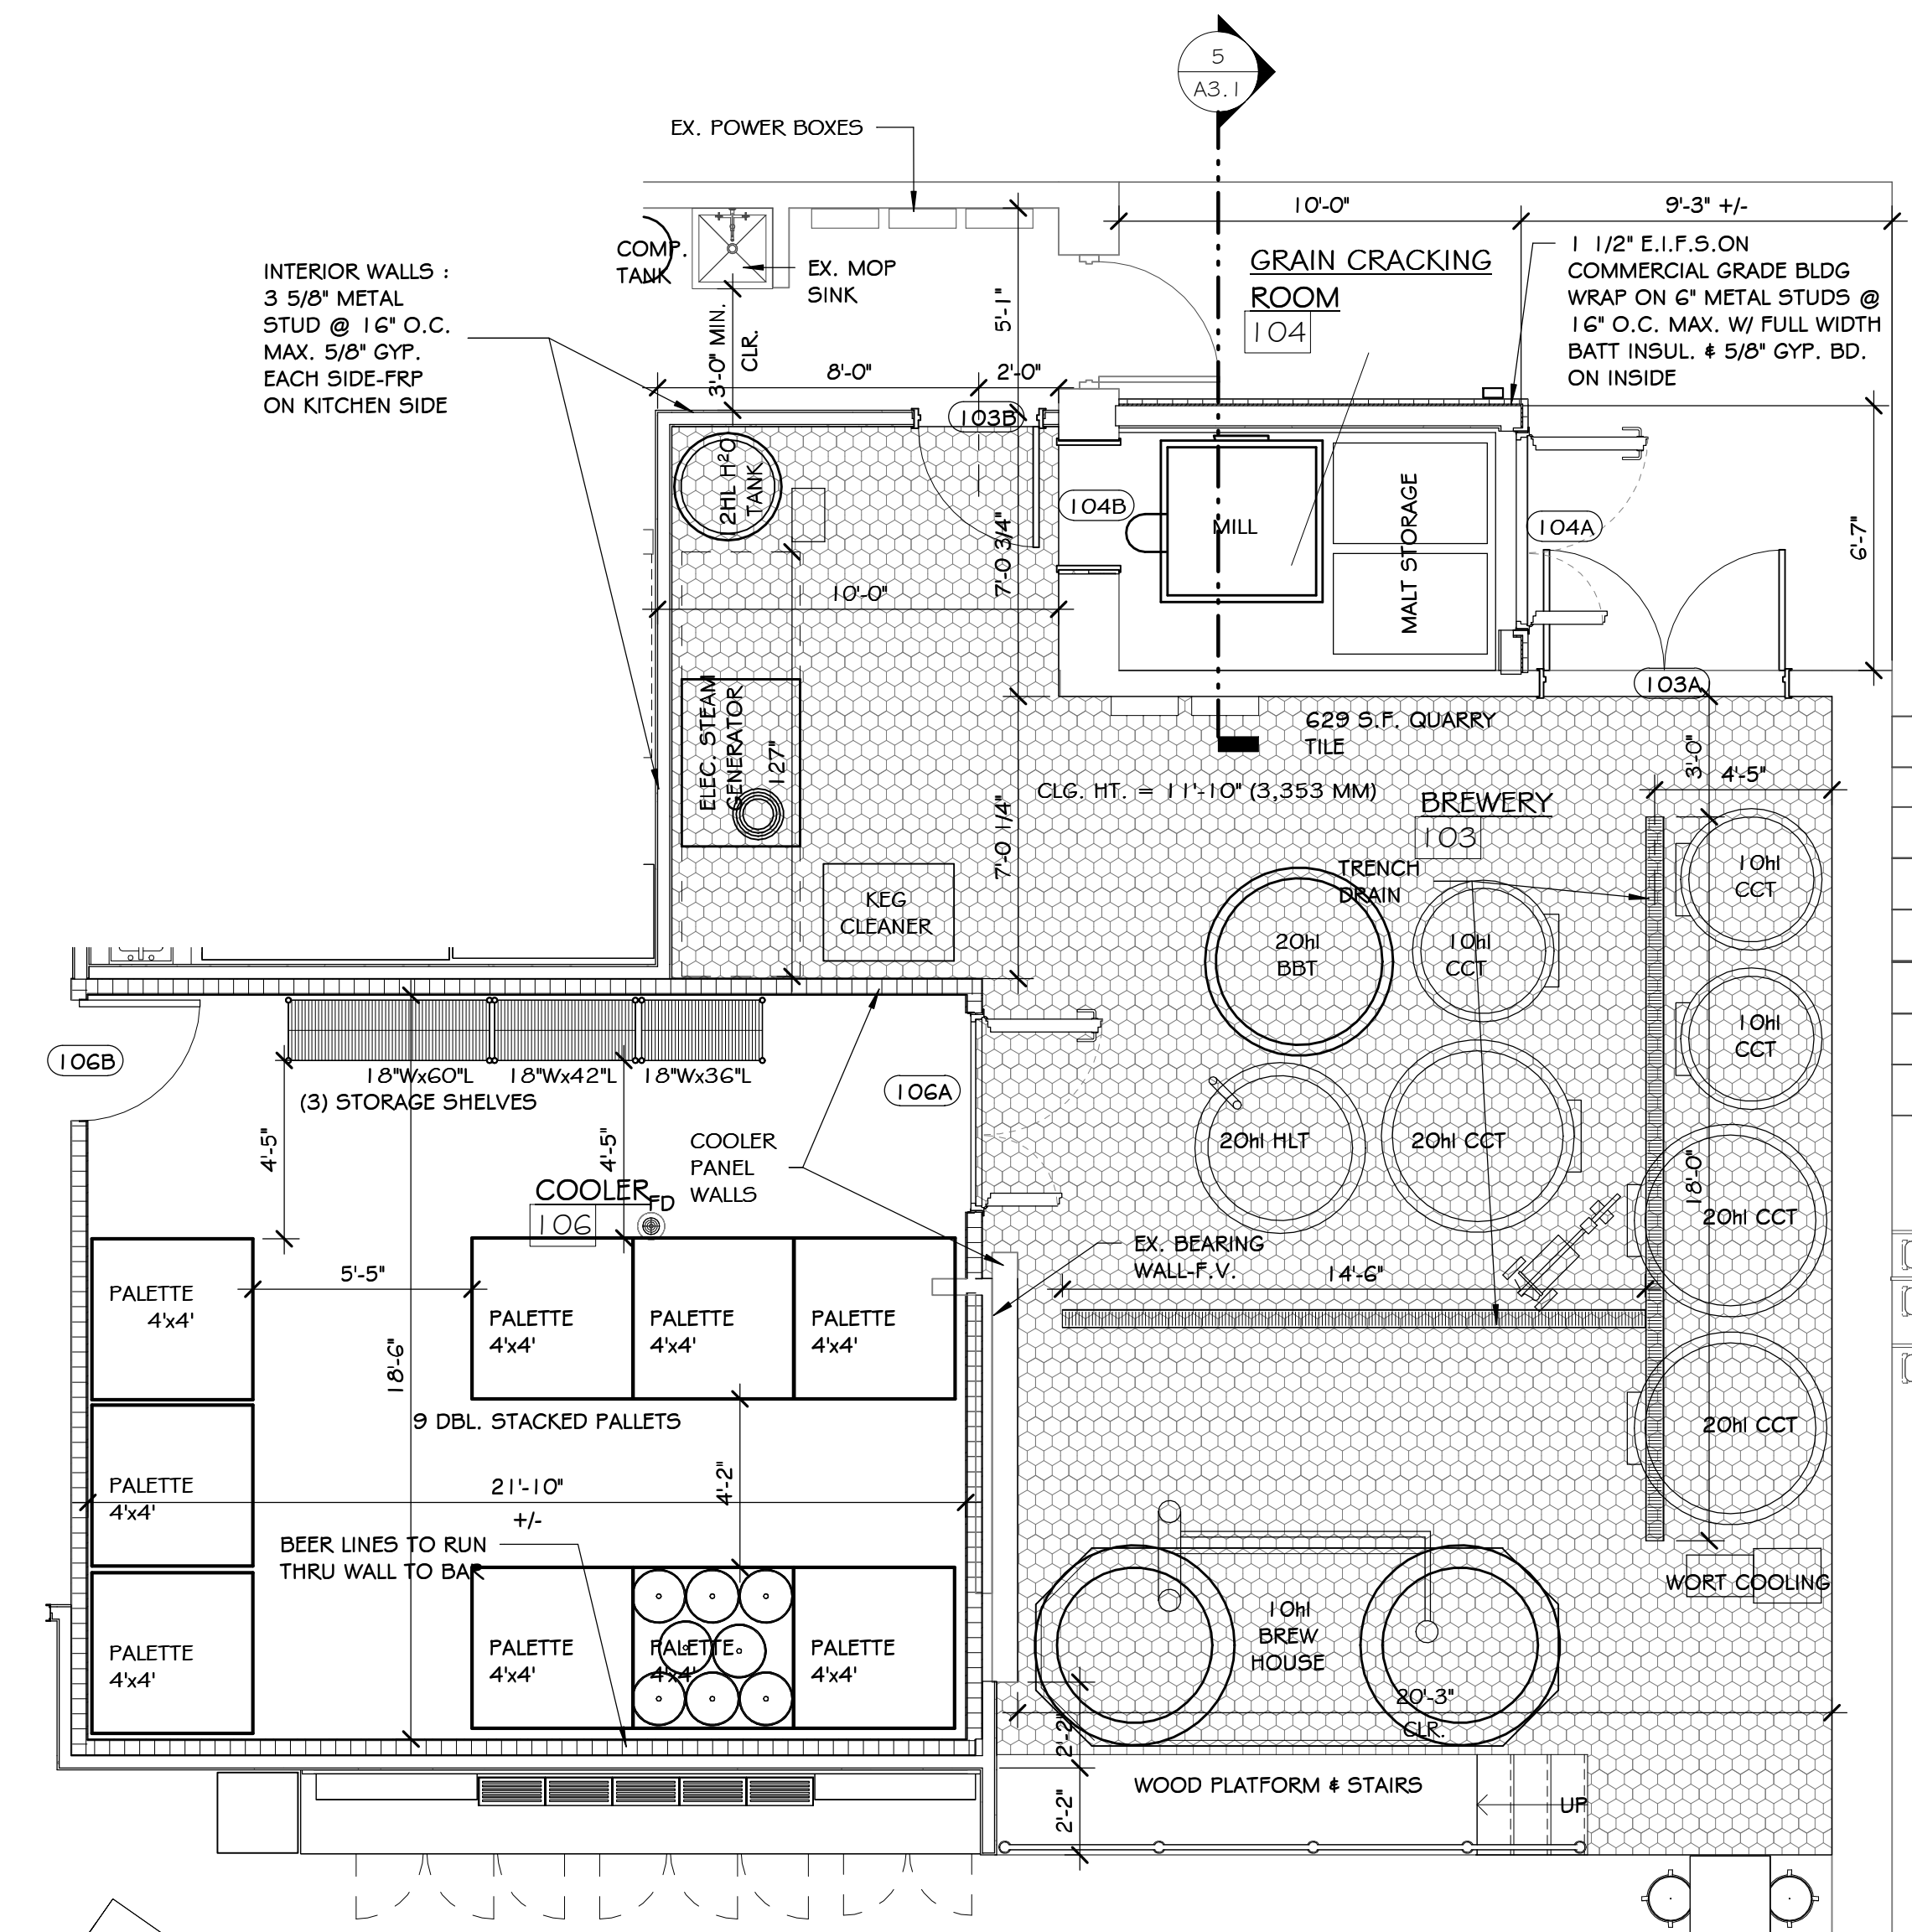 5
A3.1
EX. POWER BOXES
10'-0"
9'-3" +/-
COMP.
TANK
EX. MOP
SINK
GRAIN CRACKING
ROOM
104
1 1/2" E.I.F.S.ON
COMMERCIAL GRADE BLDG
WRAP ON 6" METAL STUDS @
16" O.C. MAX. W/ FULL WIDTH
BATT INSUL. & 5/8" GYP. BD.
ON INSIDE
INTERIOR WALLS :
3 5/8" METAL
STUD @ 16" O.C.
MAX. 5/8" GYP.
EACH SIDE-FRP
ON KITCHEN SIDE
3'-0" MIN.
CLR.
5'-1"
8'-0"
2'-0"
103B
12HL H²O
TANK
104B
MILL
MALT STORAGE
104A
6'-7"
7'-0 3/4"
10'-0"
103A
ELEC. STEAM
GENERATOR
127"
629 S.F. QUARRY
TILE
3'-0"
4'-5"
CLG. HT. = 11'-10" (3,353 MM)
BREWERY
103
7'-0 1/4"
KEG
CLEANER
TRENCH
DRAIN
10hl
CCT
20hl
BBT
10hl
CCT
10hl
CCT
106B
18"Wx60"L
18"Wx42"L
18"Wx36"L
(3) STORAGE SHELVES
106A
4'-5"
4'-5"
COOLER
PANEL
WALLS
20hl HLT
20hl CCT
18'-0"
COOLER
106
FD
20hl CCT
EX. BEARING
WALL-F.V.
14'-6"
5'-5"
PALETTE
4'x4'
PALETTE
4'x4'
PALETTE
4'x4'
PALETTE
4'x4'
18'-6"
9 DBL. STACKED PALLETS
20hl CCT
PALETTE
4'x4'
21'-10"
+/-
4'-2"
BEER LINES TO RUN
THRU WALL TO BAR
WORT COOLING
10hl
BREW
HOUSE
PALETTE
4'x4'
PALETTE
4'x4'
PALETTE
4'x4'
PALETTE
4'x4'
20'-3"
CLR.
2'-2"
WOOD PLATFORM & STAIRS
UP
2'-2"